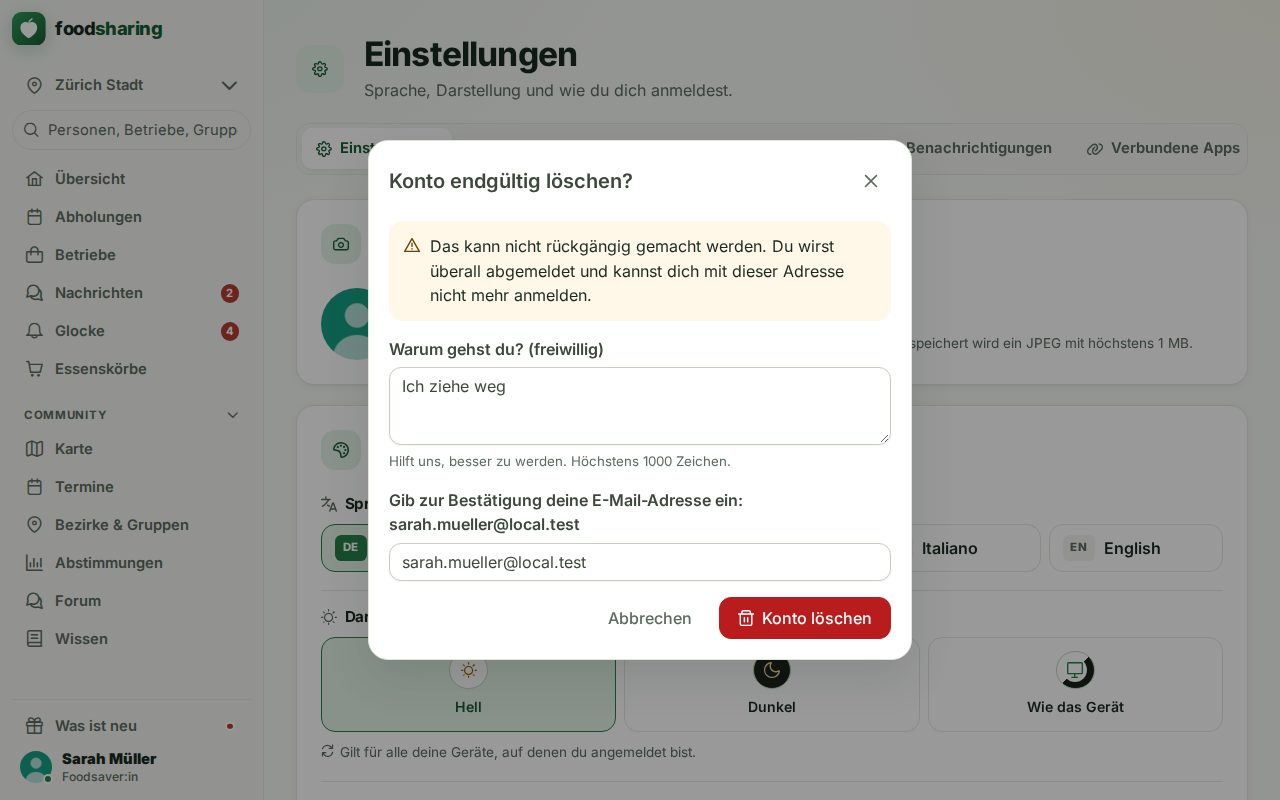 foodsharing
Zürich Stadt
Personen, Betriebe, Grupp
Übersicht
Abholungen
Betriebe
Nachrichten 2
Glocke 4
Essenskörbe
COMMUNITY
Karte
Termine
Bezirke & Gruppen
Abstimmungen
Forum
Wissen
Was ist neu
Sarah Müller
Foodsaver:in
Einstellungen
Sprache, Darstellung und wie du dich anmeldest.
Benachrichtigungen
Verbundene Apps
Konto endgültig löschen?
Das kann nicht rückgängig gemacht werden. Du wirst
überall abgemeldet und kannst dich mit dieser Adresse
nicht mehr anmelden.
Warum gehst du? (freiwillig)
Ich ziehe weg
Hilft uns, besser zu werden. Höchstens 1000 Zeichen.
Gib zur Bestätigung deine E-Mail-Adresse ein:
sarah.mueller@local.test
sarah.mueller@local.test
Abbrechen
Konto löschen
wird ein JPEG mit höchstens 1 MB.
DE
Italiano
EN English
Hell
Dunkel
Wie das Gerät
Gilt für alle deine Geräte, auf denen du angemeldet bist.